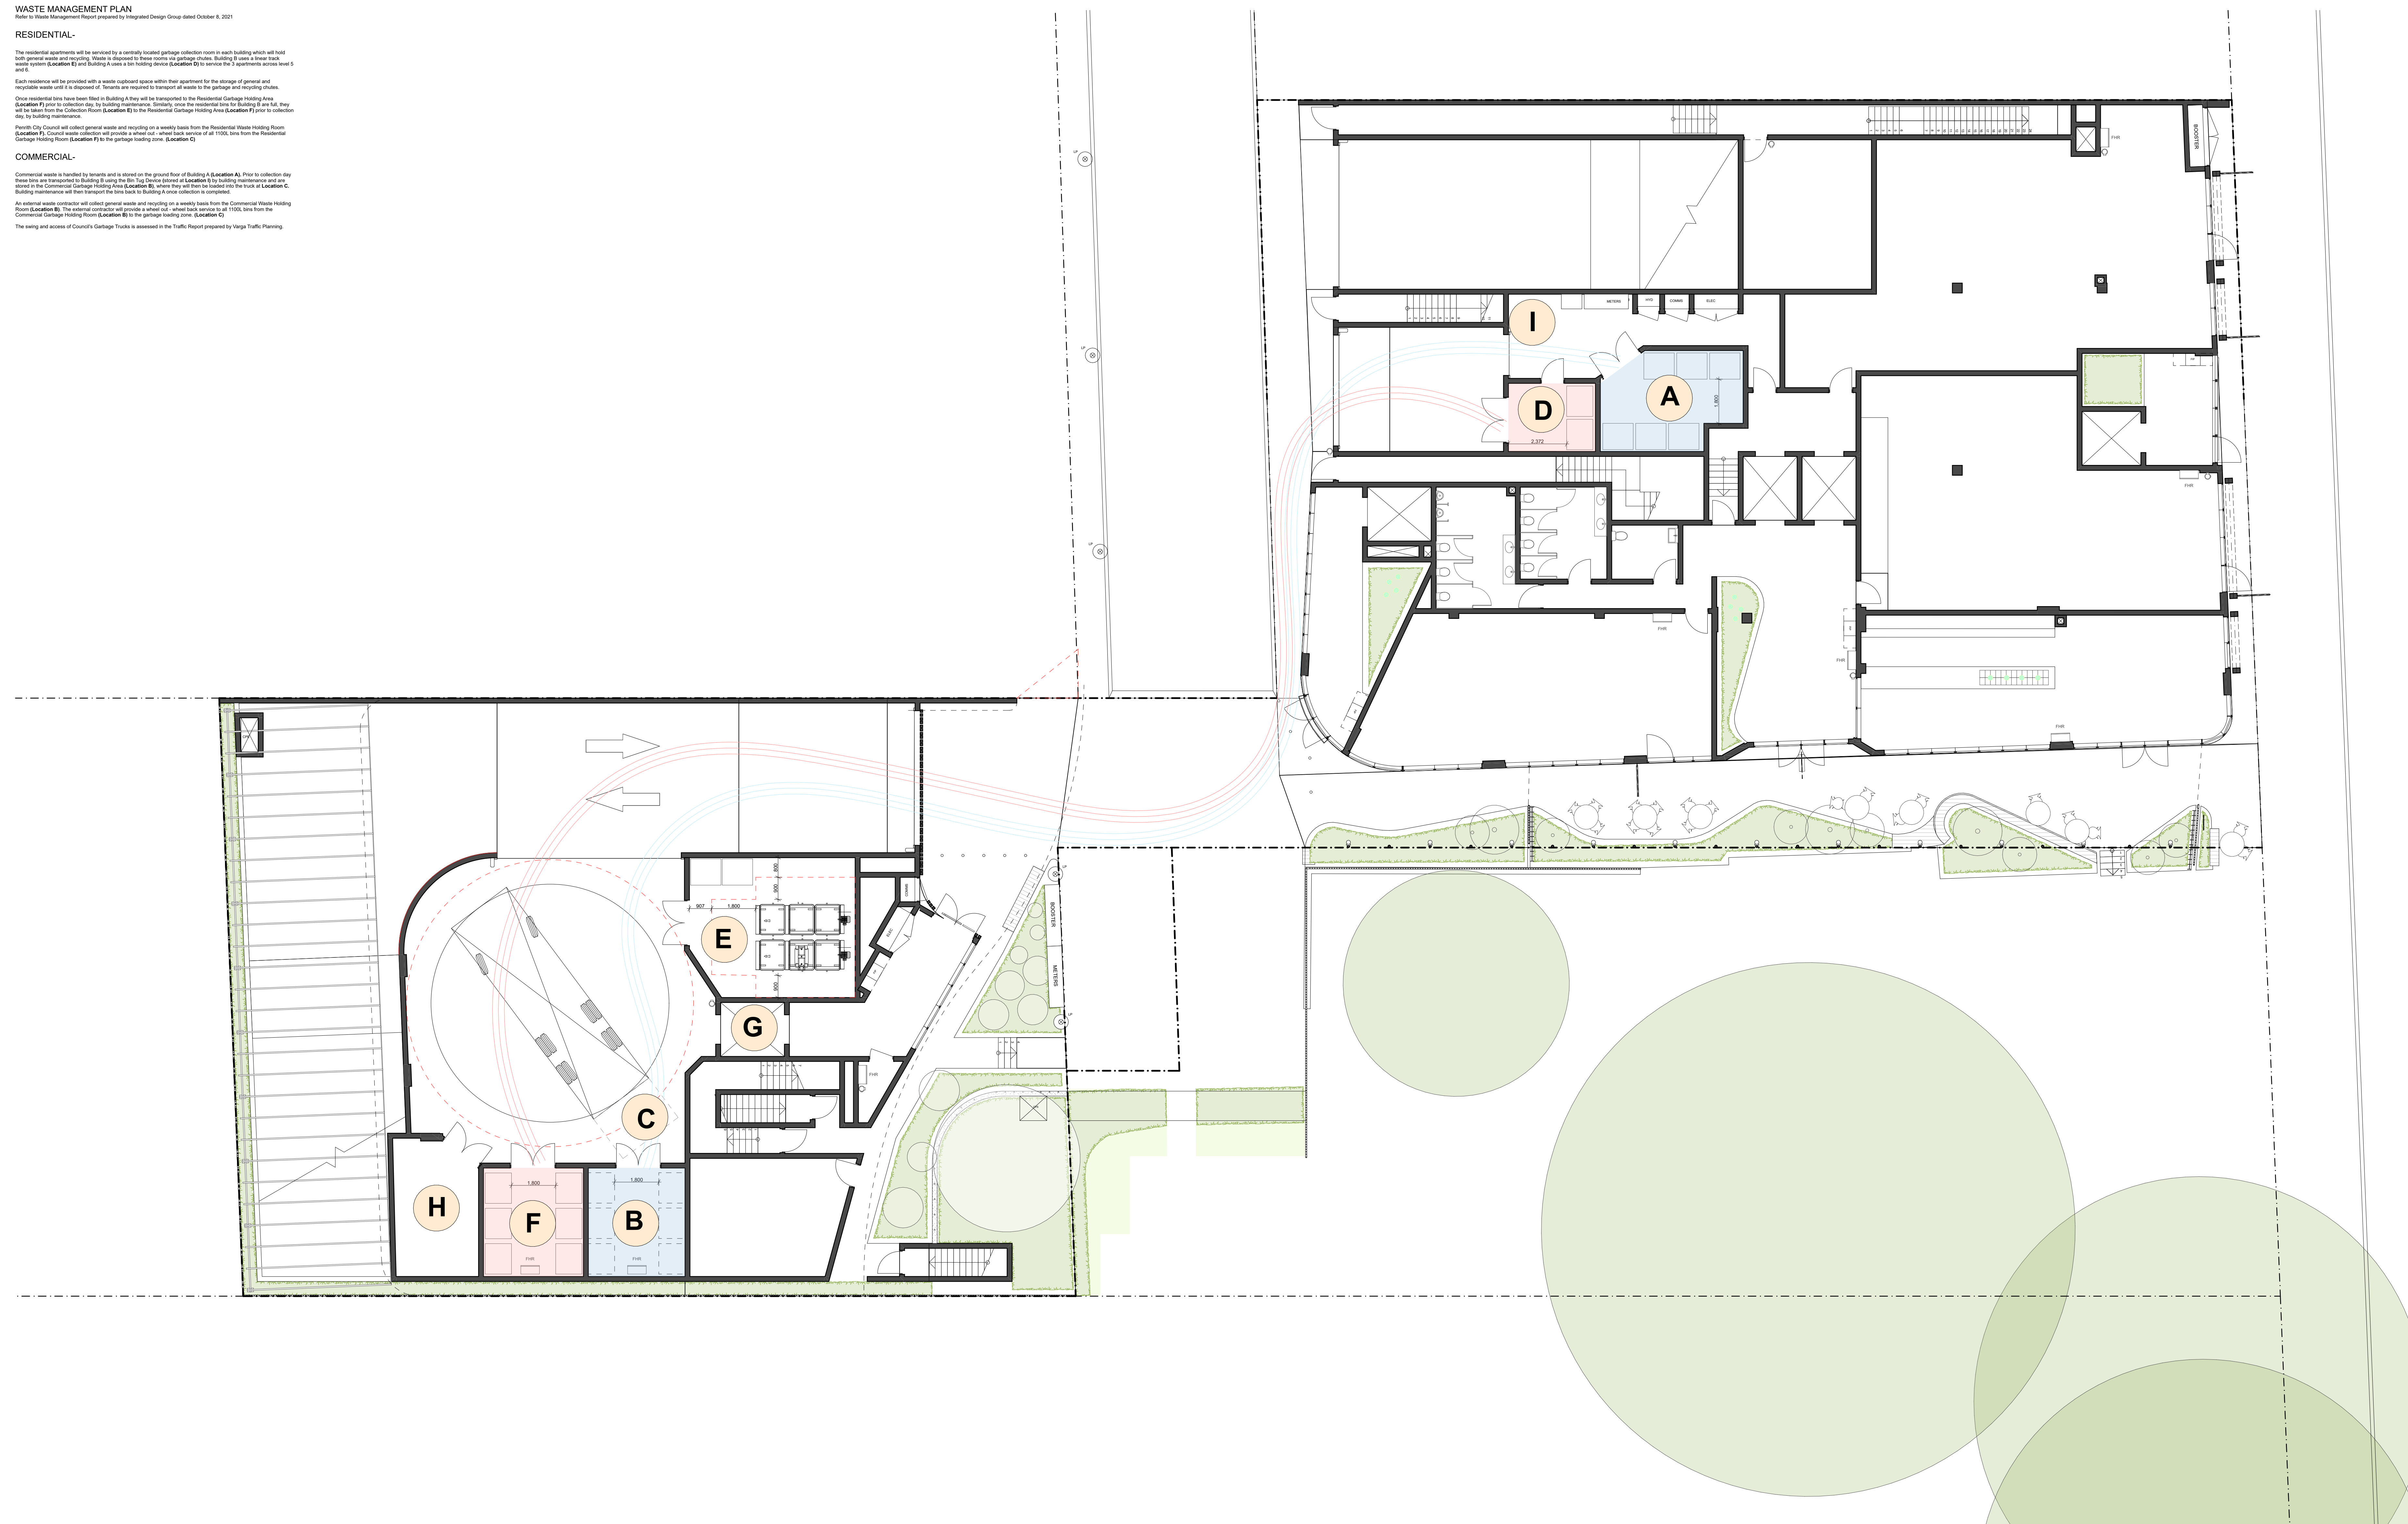 WASTE MANAGEMENT PLAN
Refer to Waste Management Report prepared by Integraled Design Group dated October 8, 2021
RESIDENTIAL-
The residential apartments will be serviced by a centrally located garbage collection room in each building which will hold
both general waste and recycling. Waste is disposed to these rooms via garbage chutes. Building B uses a linear track
waste system (Location E) and Building A uses a bin holding device (Location D) to service the 3 apartments across level 5
and 6.
Each residence will be provided with a waste cupboard space within their apartment for the storage of general and
recyclable waste until it is disposed of. Tenants are required to transport all waste to the garbage and recycling chutes.
Once residential bins have been filled in Building A they will be transported to the Residential Garbage Holding Area
(Location F) prior to collection day, by building maintenance. Similarly, once the residential bins for Building B are full, they
will be taken from the Collection Room (Location E) to the Residential Garbage Holding Area (Location F) prior to collection
day, by building maintenance.
Penrith City Council will collect general waste and recycling on a weekly basis from the Residential Waste Holding Room
(Location F). Council waste collection will provide a wheel out - wheel back service of all 1100L bins from the Residential
Garbage Holding Room (Location F) to the garbage loading zone. (Location C)
COMMERCIAL-
Commercial waste is handled by tenants and is stored on the ground floor of Building A (Location A). Prior to collection day
these bins are transported to Building B using the Bin Tug Device (stored at Location I) by building maintenance and are
stored in the Commercial Garbage Holding Area (Location B), where they will then be loaded into the truck at Location C.
Building maintenance will then transport the bins back to Building A once collection is completed.
An external waste contractor will collect general waste and recycling on a weekly basis from the Commercial Waste Holding
Room (Location B). The external contractor will provide a wheel out - wheel back service to all 1100L bins from the
Commercial Garbage Holding Room (Location B) to the garbage loading zone. (Location C)
The swing and access of Council's Garbage Trucks is assessed in the Traffic Report prepared by Varga Traffic Planning.
BOOSTER
FHR
LP
METERS
HYD
COMMS
ELEC
I
LP
D
A
1,800
2,372
FHR
LP
FHR
FHR
FHR
800
900
COMMS
LP
907
1,800
BOOSTER
E
ELEC
METERS
900
G
LP
FHR
C
1,800
1,800
H
F
B
FHR
FHR